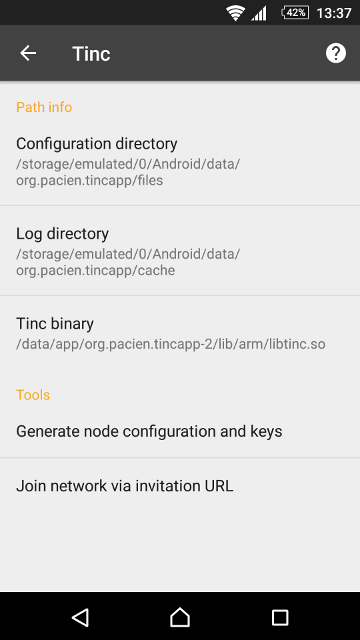 42% 13:37
Tinc
Path info
Configuration directory
/storage/emulated/0/Android/data/
org.pacien.tincapp/files
Log directory
/storage/emulated/0/Android/data/
org.pacien.tincapp/cache
Tinc binary
/data/app/org.pacien.tincapp-2/lib/arm/libtinc.so
Tools
Generate node configuration and keys
Join network via invitation URL